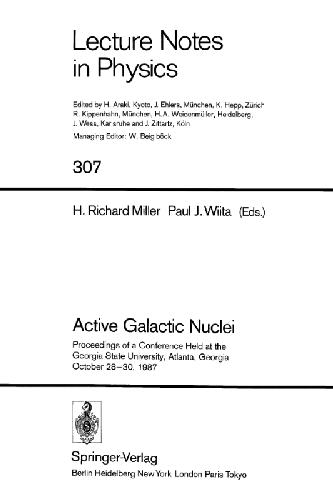 Lecture Notes
in Physics
Edited by H. Araki, Kyoto, J. Ehlers, München, K. Hepp, Zürich
R. Kippenhahn, München, H.A. Weidenmüller, Heidelberg,
J. Wess, Karlsruhe and J. Zittartz, Köln
Managing Editor: W. Beiglböck
307
H. Richard Miller Paul J. Wiita (Eds.)
Active Galactic Nuclei
Proceedings of a Conference Held at the
Georgia State University, Atlanta, Georgia
October 28–30, 1987
Springer-Verlag
Berlin Heidelberg New York London Paris Tokyo